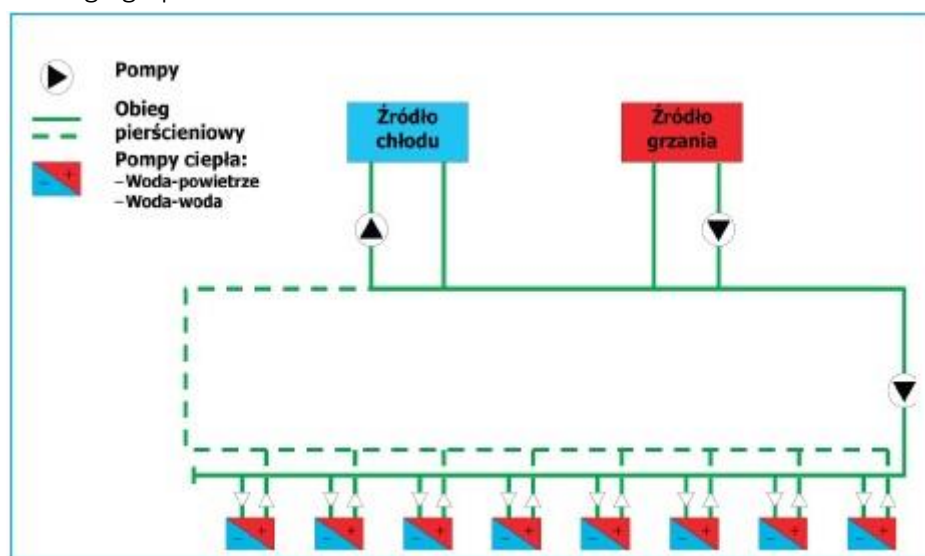 Pompy
Obieg
pierścieniowy
Pompy ciepła:
–Woda-powietrze
–Woda-woda
Źródło
chłodu
Źródło
grzania
– +
– + – + – + – + – + – + – + – +